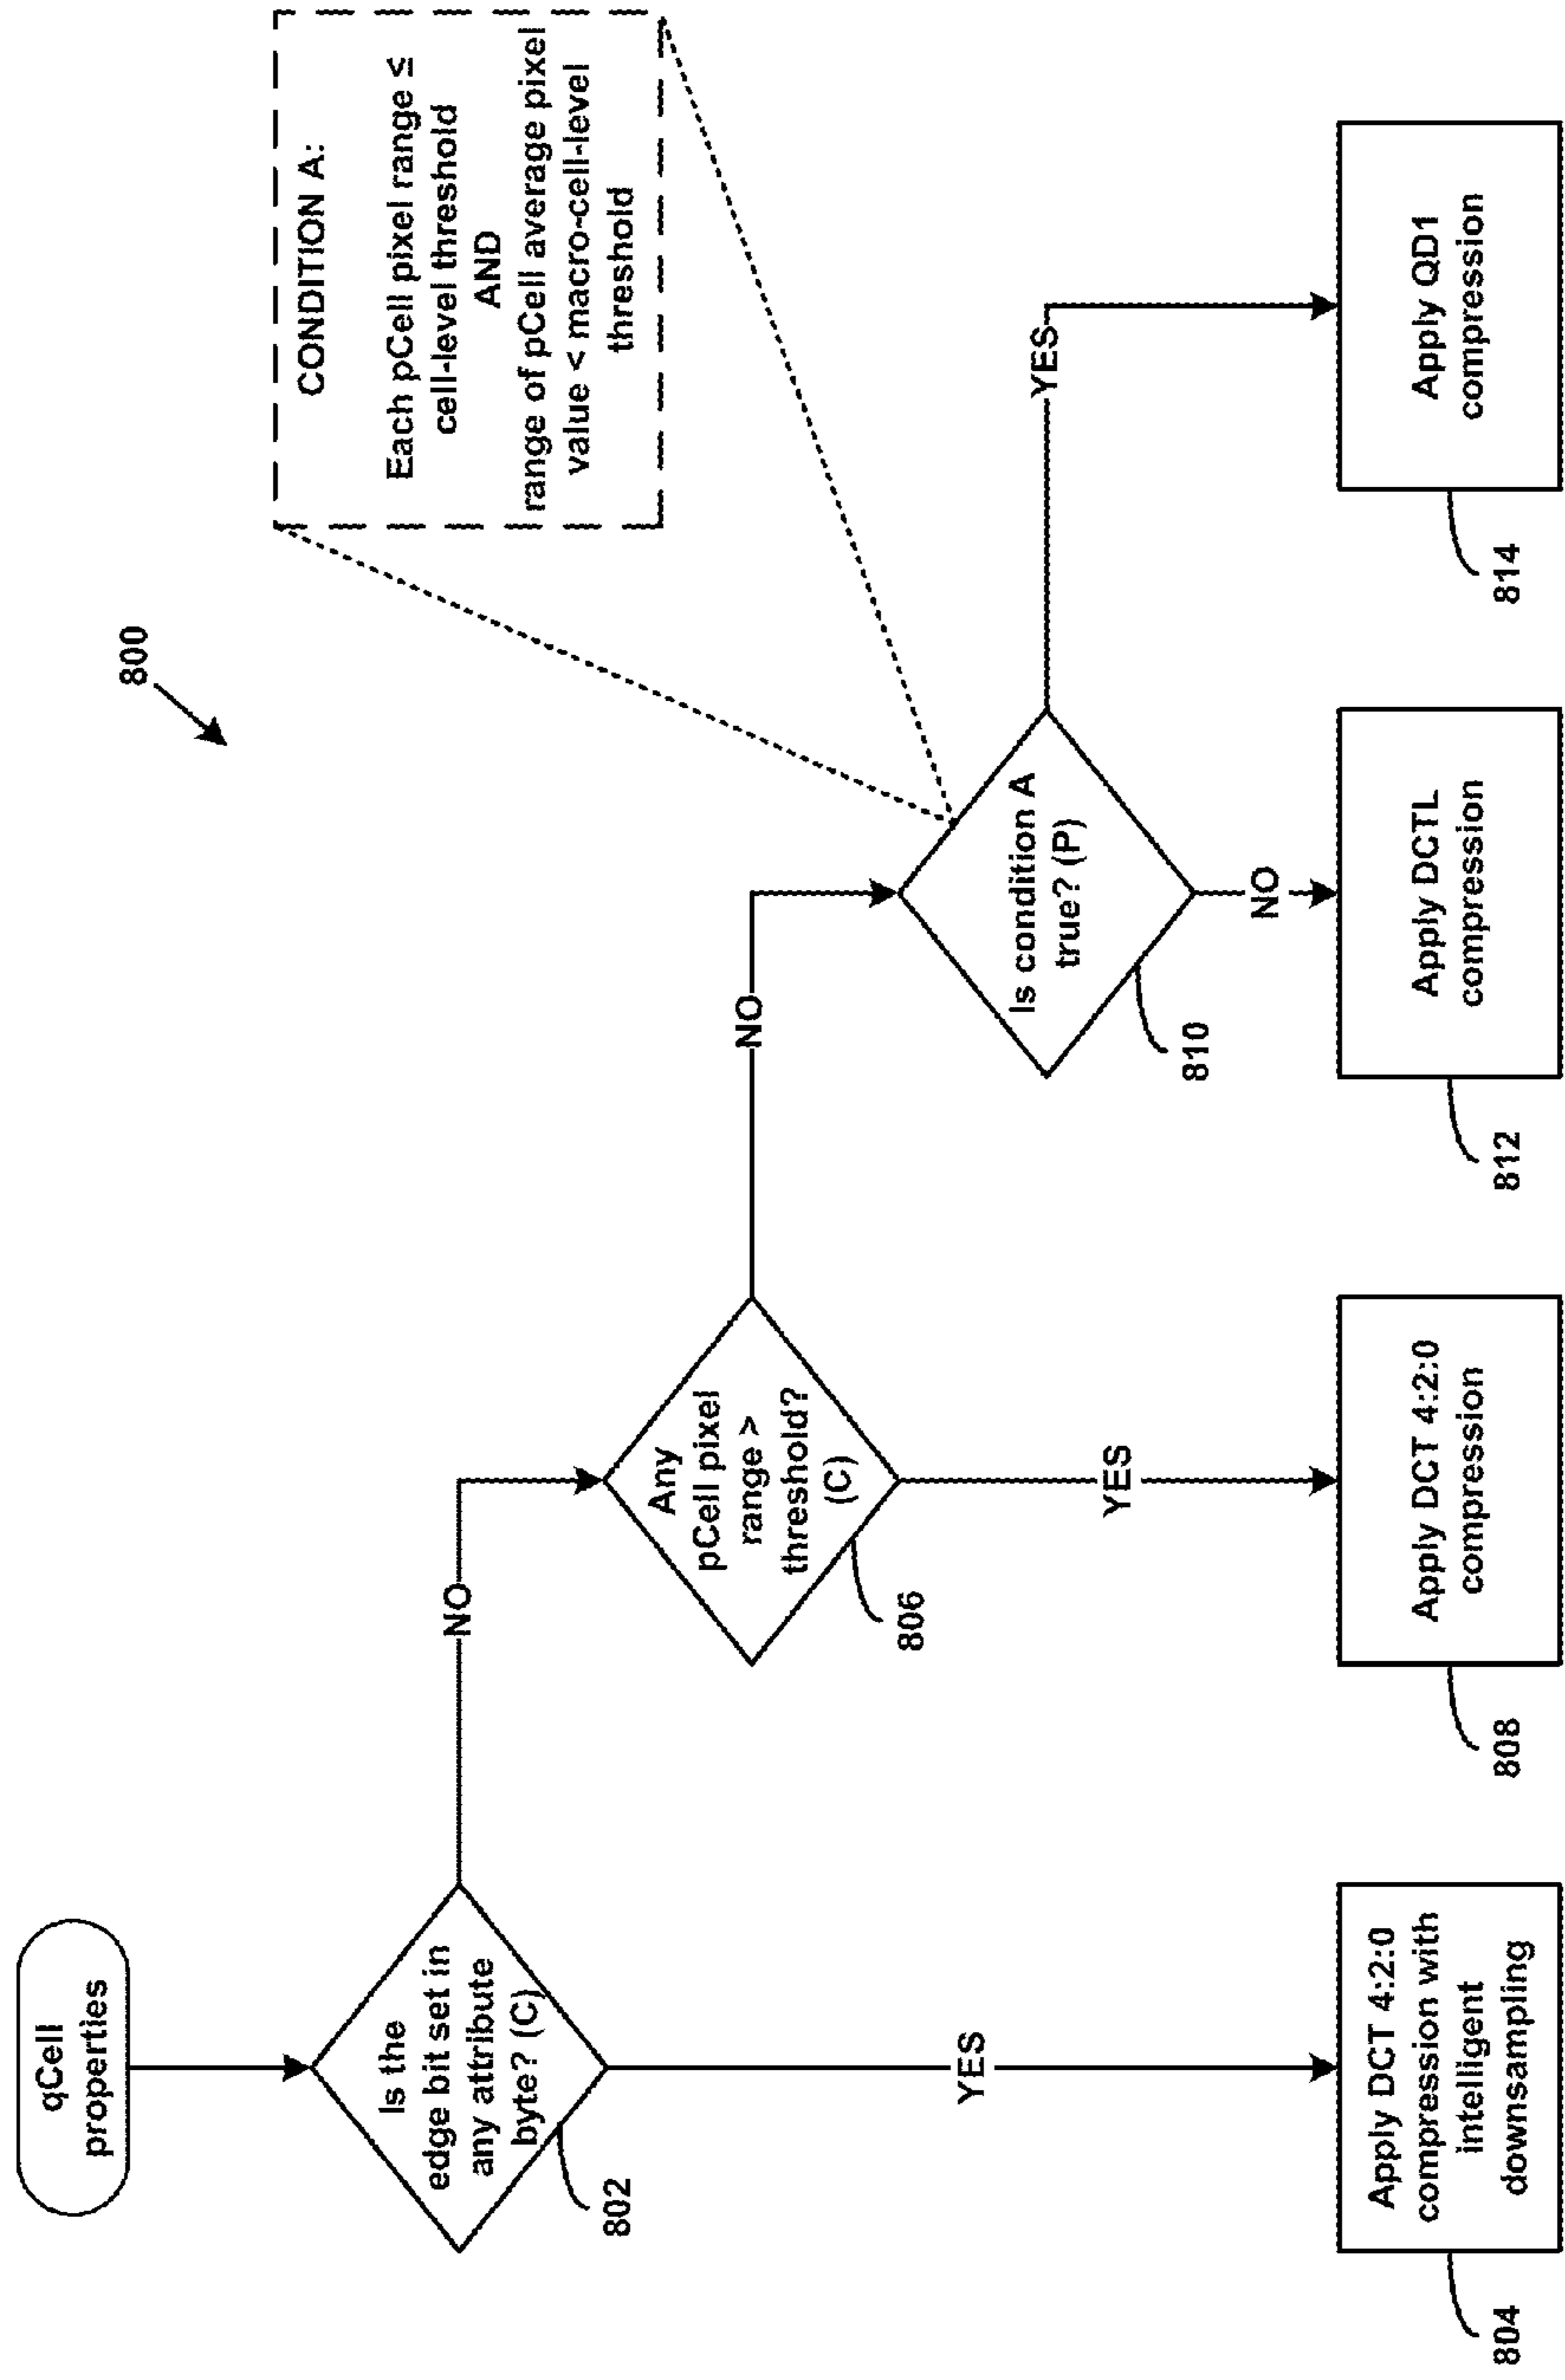 800
qCell
properties
Is the
edge bit set in
any attribute
byte? (C)
802
NO
YES
Any
pCell pixel
range >
threshold?
(C)
806
NO
YES
CONDITION A:
Each pCell pixel range ≤
cell-level threshold
AND
range of pCell average pixel
value < macro-cell-level
threshold
Is condition A
true? (P)
810
YES
NO
Apply DCT 4:2:0
compression with
intelligent
downsampling
804
Apply DCT 4:2:0
compression
808
Apply DCTL
compression
812
Apply QD1
compression
814